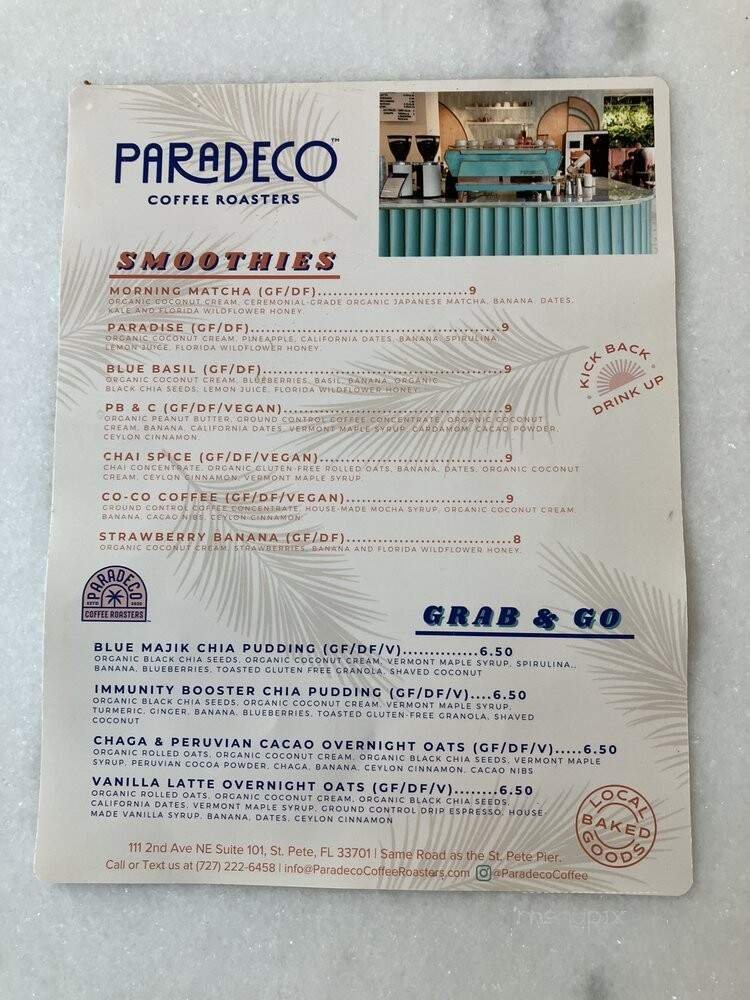 PARADECO™
COFFEE ROASTERS
SMOOTHIES
MORNING MATCHA (GF/DF)............................9
ORGANIC COCONUT CREAM, CEREMONIAL-GRADE ORGANIC JAPANESE MATCHA, BANANA, DATES,
KALE AND FLORIDA WILDFLOWER HONEY.
PARADISE (GF/DF)........................................9
ORGANIC COCONUT CREAM, PINEAPPLE, CALIFORNIA DATES, BANANA, SPIRULINA,
LEMON JUICE, FLORIDA WILDFLOWER HONEY
BLUE BASIL (GF/DF)......................................9
ORGANIC COCONUT CREAM, BLUEBERRIES, BASIL, BANANA, ORGANIC
BLACK CHIA SEEDS, LEMON JUICE, FLORIDA WILDFLOWER HONEY
KICK BACK
DRINK UP
PB & C (GF/DF/VEGAN)...................................9
ORGANIC PEANUT BUTTER, GROUND CONTROL COFFEE CONCENTRATE, ORGANIC COCONUT
CREAM, BANANA, CALIFORNIA DATES, VERMONT MAPLE SYRUP, CARDAMOM, CACAO POWDER,
CEYLON CINNAMON
CHAI SPICE (GF/DF/VEGAN).............................9
CHAI CONCENTRATE, ORGANIC GLUTEN-FREE ROLLED OATS, BANANA, DATES, ORGANIC COCONUT
CREAM, CEYLON CINNAMON, VERMONT MAPLE SYRUP
CO-CO COFFEE (GF/DF/VEGAN).........................9
GROUND CONTROL COFFEE CONCENTRATE, HOUSE-MADE MOCHA SYRUP, ORGANIC COCONUT CREAM,
BANANA, CACAO NIBS, CEYLON CINNAMON
STRAWBERRY BANANA (GF/DF)..........................8
ORGANIC COCONUT CREAM, STRAWBERRIES, BANANA AND FLORIDA WILDFLOWER HONEY.
PARADECO
ESTD 2020
COFFEE ROASTERS
GRAB & GO
BLUE MAJIK CHIA PUDDING (GF/DF/V)..............6.50
ORGANIC BLACK CHIA SEEDS, ORGANIC COCONUT CREAM, VERMONT MAPLE SYRUP, SPIRULINA,,
BANANA, BLUEBERRIES, TOASTED GLUTEN FREE GRANOLA, SHAVED COCONUT
IMMUNITY BOOSTER CHIA PUDDING (GF/DF/V)....6.50
ORGANIC BLACK CHIA SEEDS, ORGANIC COCONUT CREAM, VERMONT MAPLE SYRUP,
TURMERIC, GINGER, BANANA, BLUEBERRIES, TOASTED GLUTEN-FREE GRANOLA, SHAVED
COCONUT
CHAGA & PERUVIAN CACAO OVERNIGHT OATS (GF/DF/V).....6.50
ORGANIC ROLLED OATS, ORGANIC COCONUT CREAM, ORGANIC BLACK CHIA SEEDS, VERMONT MAPLE
SYRUP, PERUVIAN COCOA POWDER, CHAGA, BANANA, CEYLON CINNAMON, CACAO NIBS
VANILLA LATTE OVERNIGHT OATS (GF/DF/V)........6.50
ORGANIC ROLLED OATS, ORGANIC COCONUT CREAM, ORGANIC BLACK CHIA SEEDS,
CALIFORNIA DATES, VERMONT MAPLE SYRUP, GROUND CONTROL DRIP ESPRESSO, HOUSE-
MADE VANILLA SYRUP, BANANA, DATES, CEYLON CINNAMON
LOCAL
BAKED
GOODS
111 2nd Ave NE Suite 101, St. Pete, FL 33701 | Same Road as the St. Pete Pier.
Call or Text us at (727) 222-6458 | info@ParadecoCoffeeRoasters.com @ParadecoCoffee